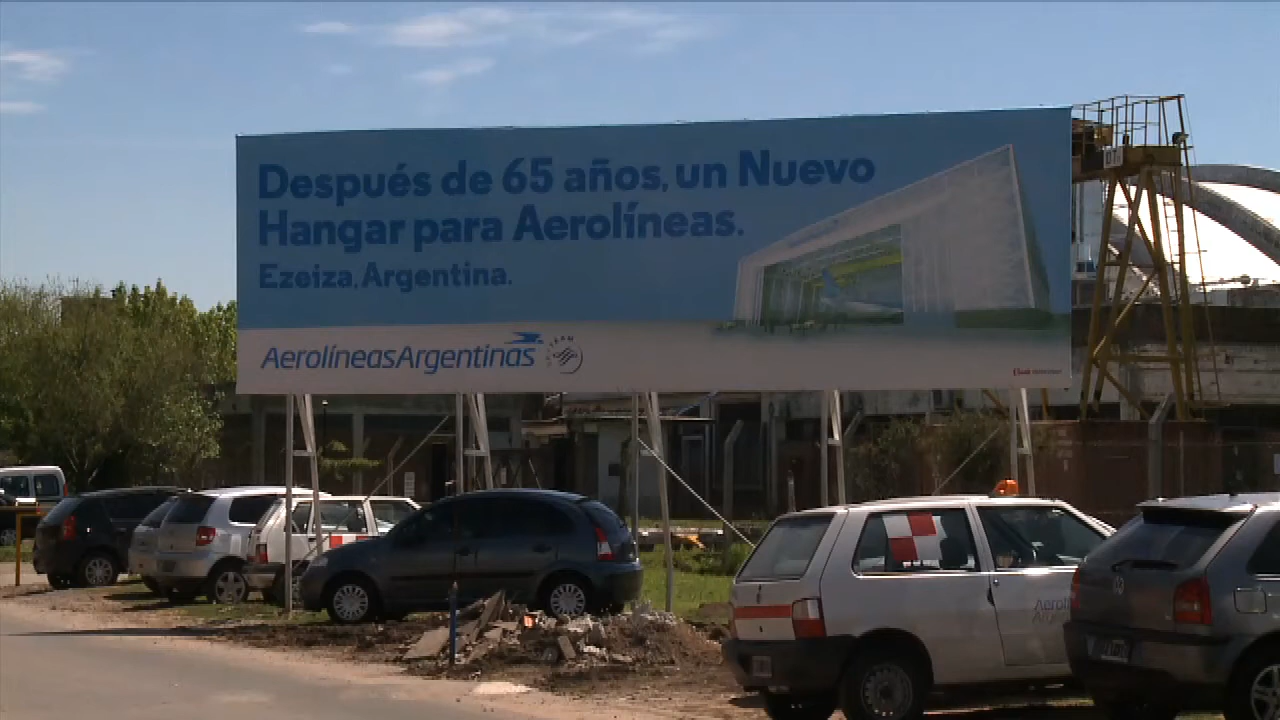 Después de 65 años, un Nuevo
Hangar para Aerolíneas.
Ezeiza, Argentina.
AerolíneasArgentinas